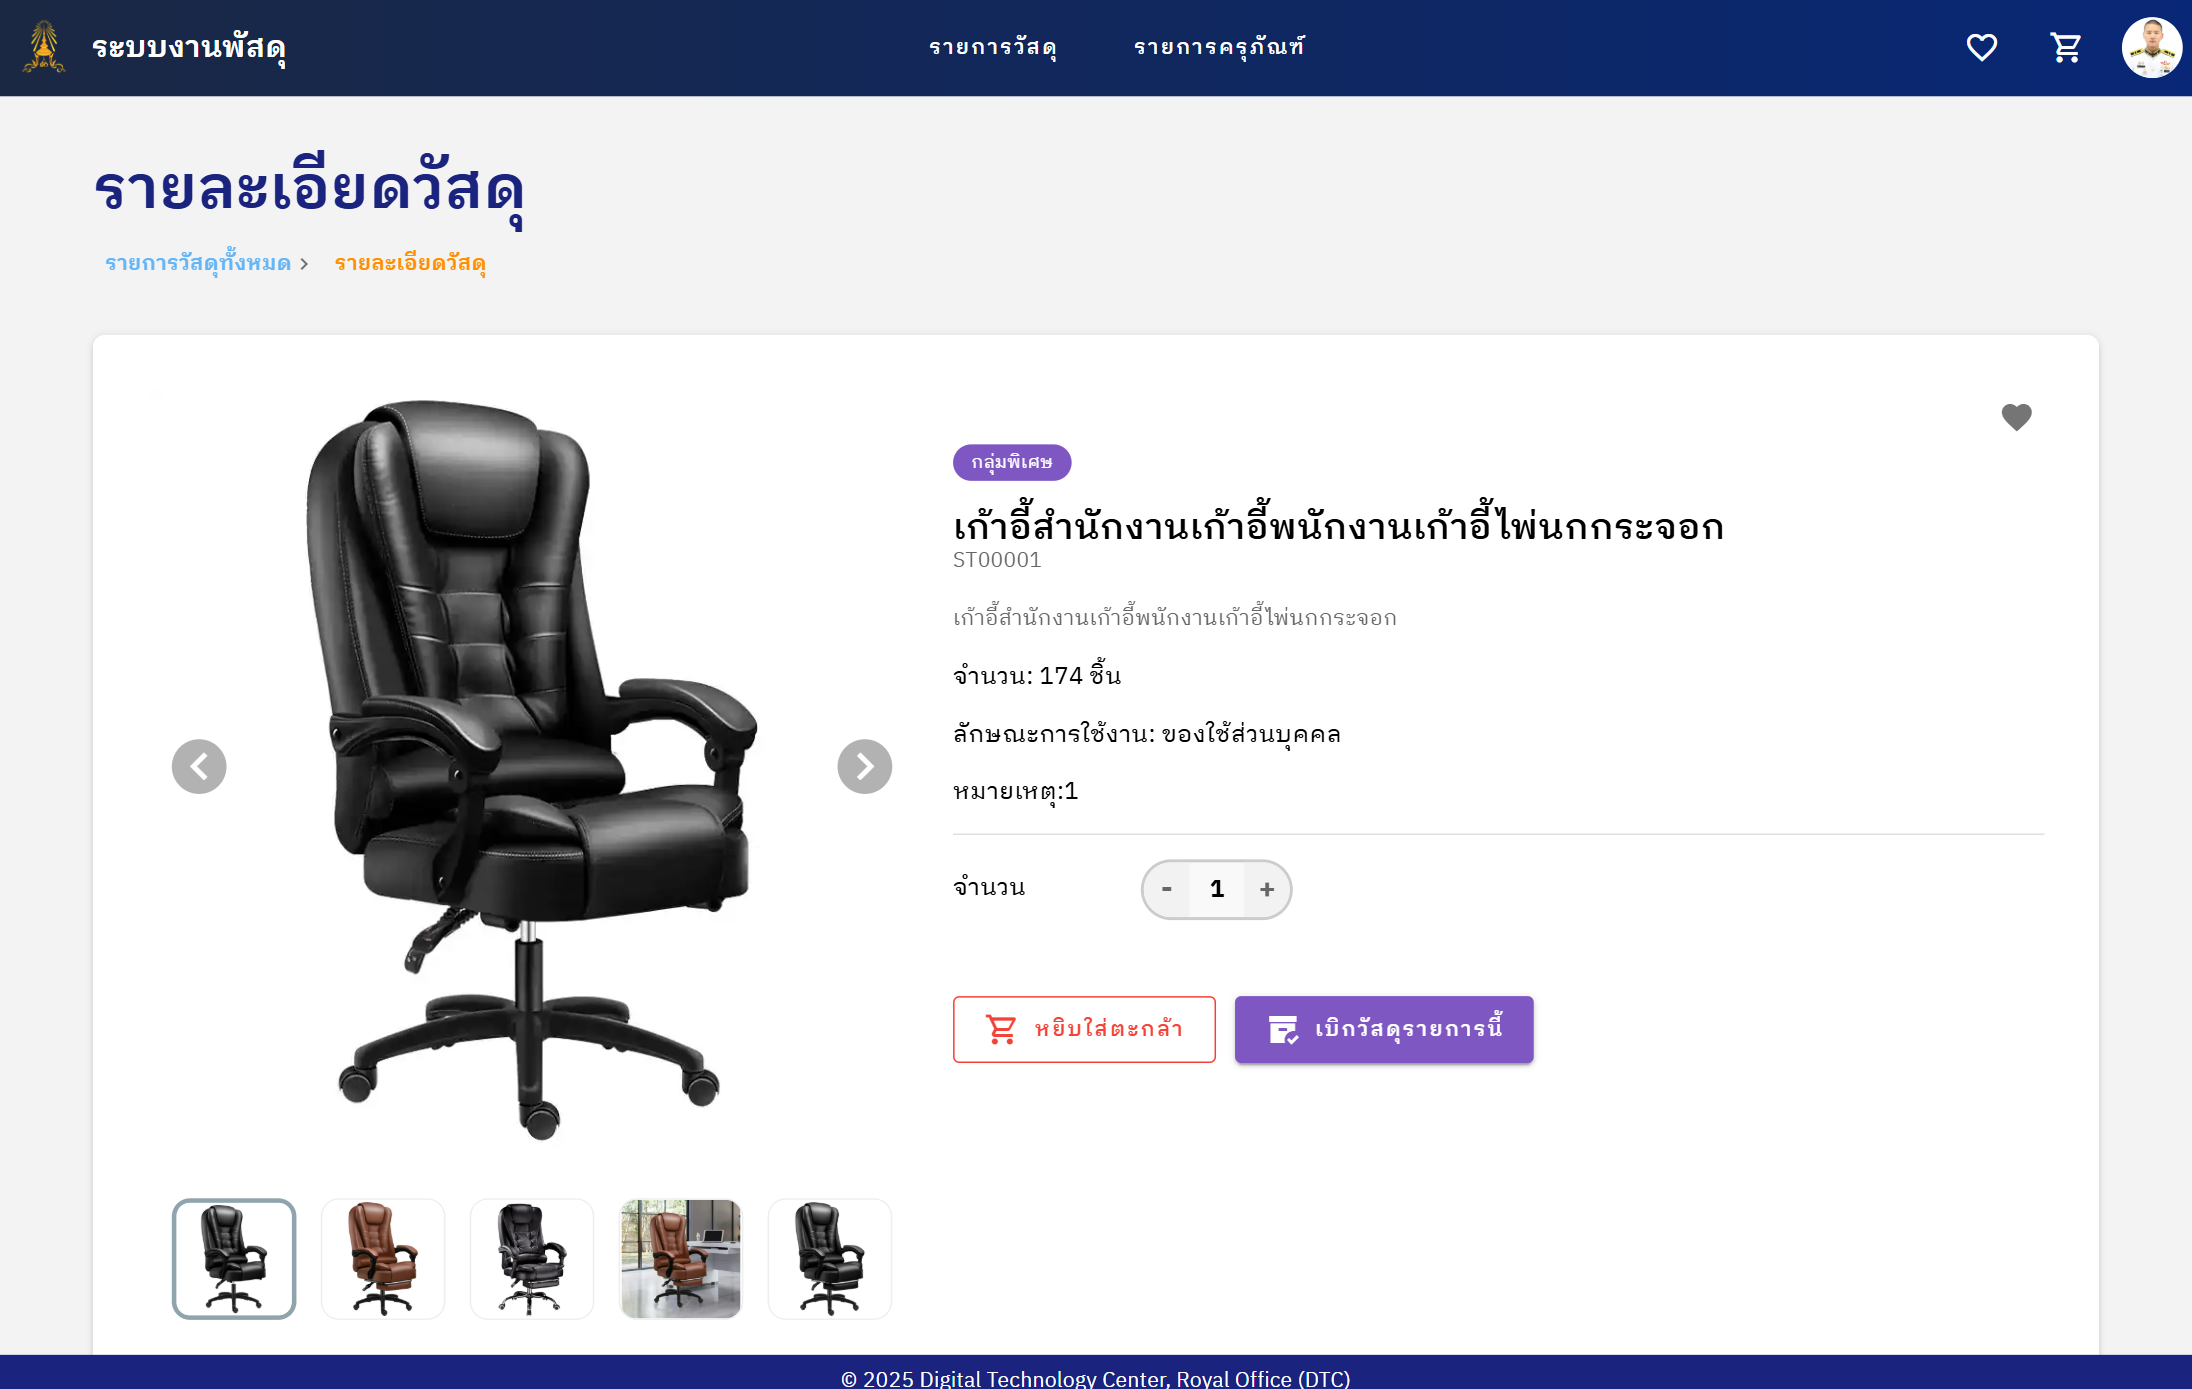 ระบบงานพัสดุ
รายการวัสดุ
รายการครุภัณฑ์
รายละเอียดวัสดุ
รายการวัสดุทั้งหมด
รายละเอียดวัสดุ
กลุ่มพิเศษ
เก้าอี้สำนักงานเก้าอี้พนักงานเก้าอี้ไพ่นกกระจอก
ST00001
เก้าอี้สำนักงานเก้าอี้พนักงานเก้าอี้ไพ่นกกระจอก
จำนวน: 174 ชิ้น
ลักษณะการใช้งาน: ของใช้ส่วนบุคคล
หมายเหตุ:1
จำนวน
- 1 +
หยิบใส่ตะกล้า
เบิกวัสดุรายการนี้
© 2025 Digital Technology Center, Royal Office (DTC)